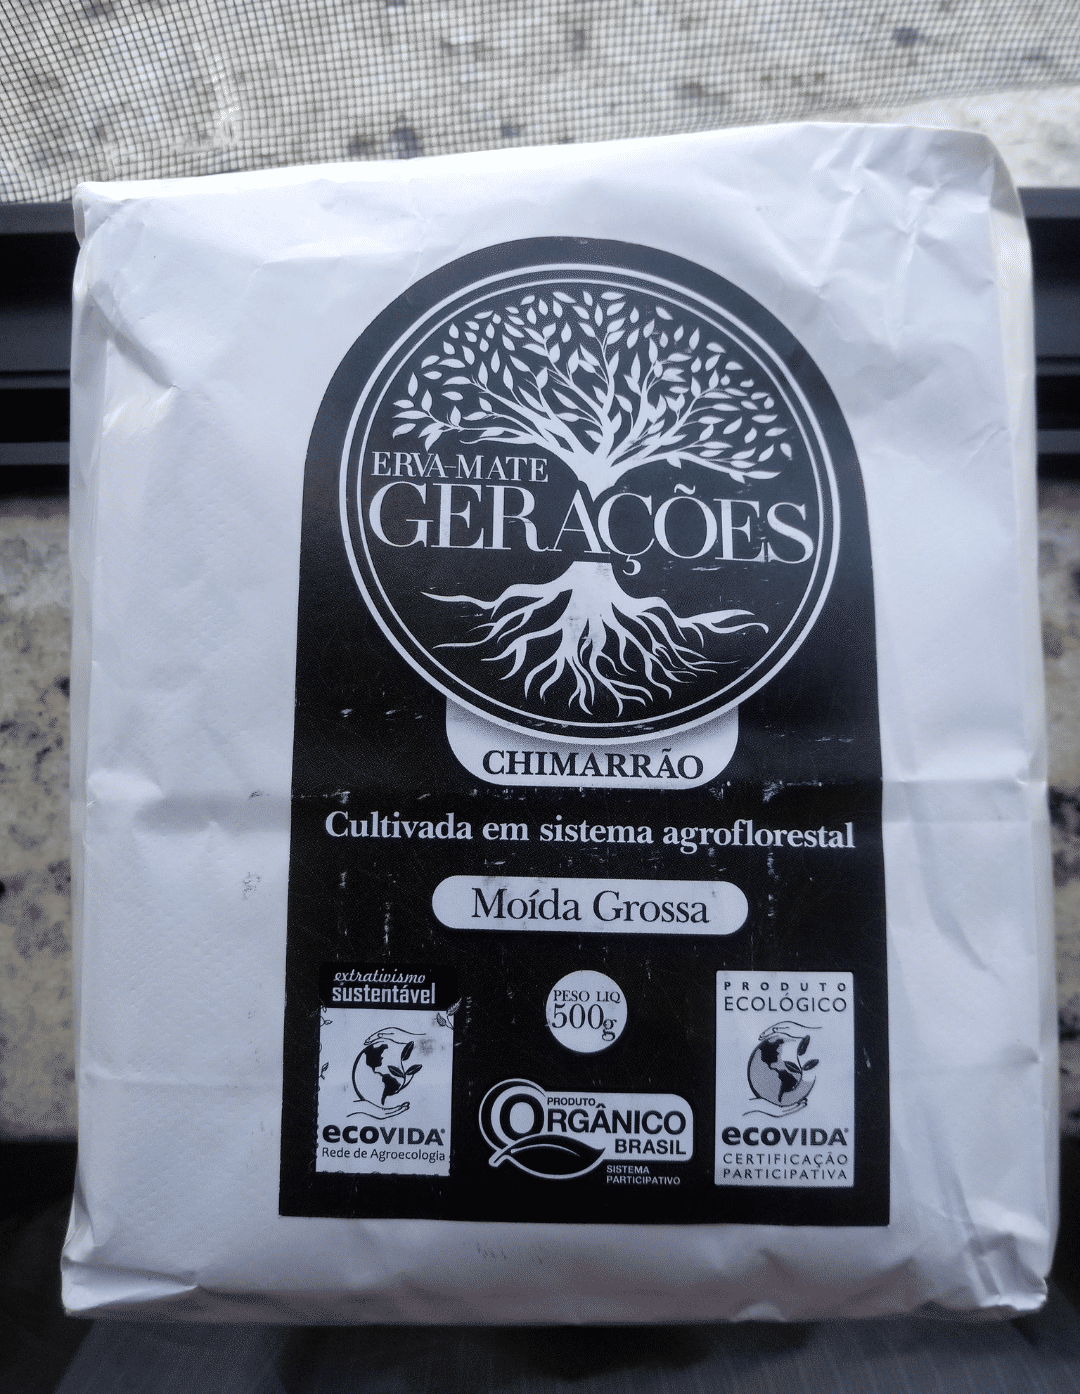 ERVA-MATE
GERAÇÕES
CHIMARRÃO
Cultivada em sistema agroflorestal
Moída Grossa
extrativismo
sustentável
ecoVIDA®
Rede de Agroecologia
PESO LIQ
500g
PRODUTO
ORGÂNICO
BRASIL
SISTEMA
PARTICIPATIVO
PRODUTO
ECOLÓGICO
ecoVIDA®
CERTIFICAÇÃO
PARTICIPATIVA